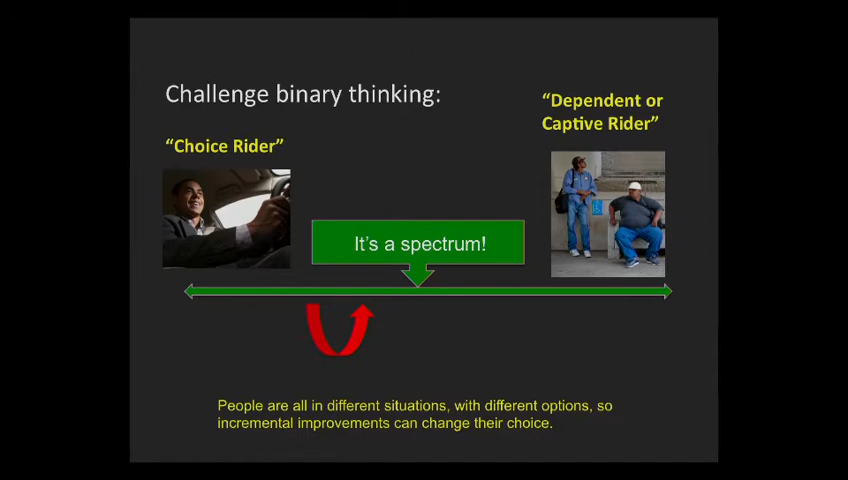 Challenge binary thinking:
“Dependent or
Captive Rider”
“Choice Rider”
It’s a spectrum!
People are all in different situations, with different options, so
incremental improvements can change their choice.